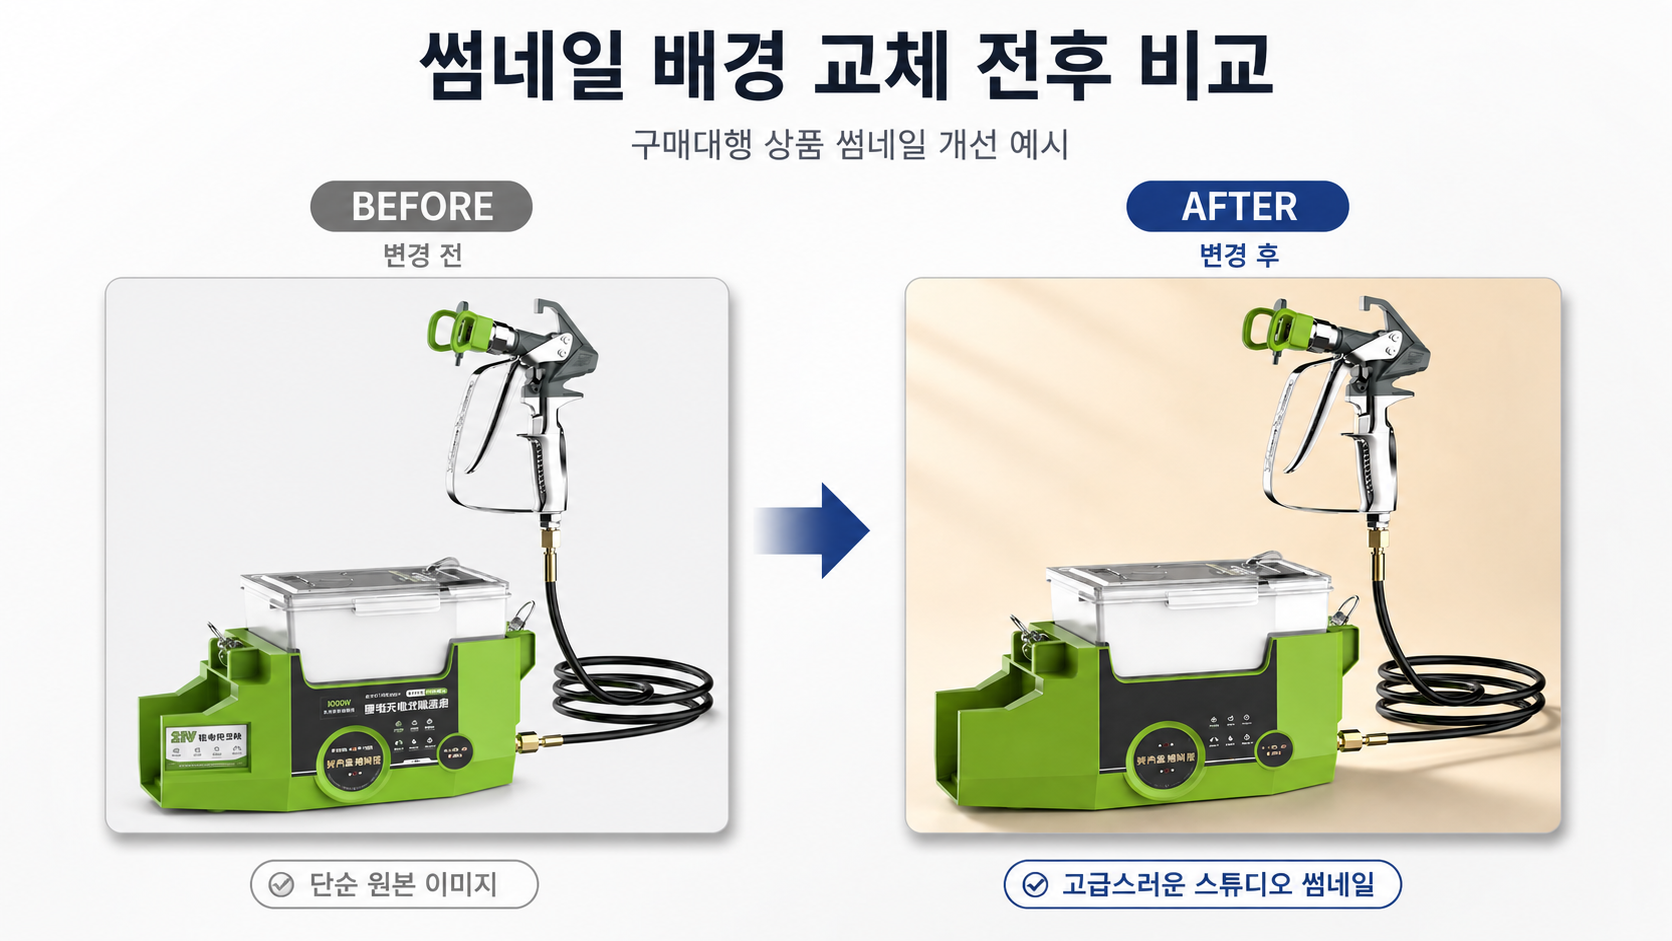 썸네일 배경 교체 전후 비교
구매대행 상품 썸네일 개선 예시
BEFORE
변경 전
AFTER
변경 후
1000W
21V
단순 원본 이미지
고급스러운 스튜디오 썸네일